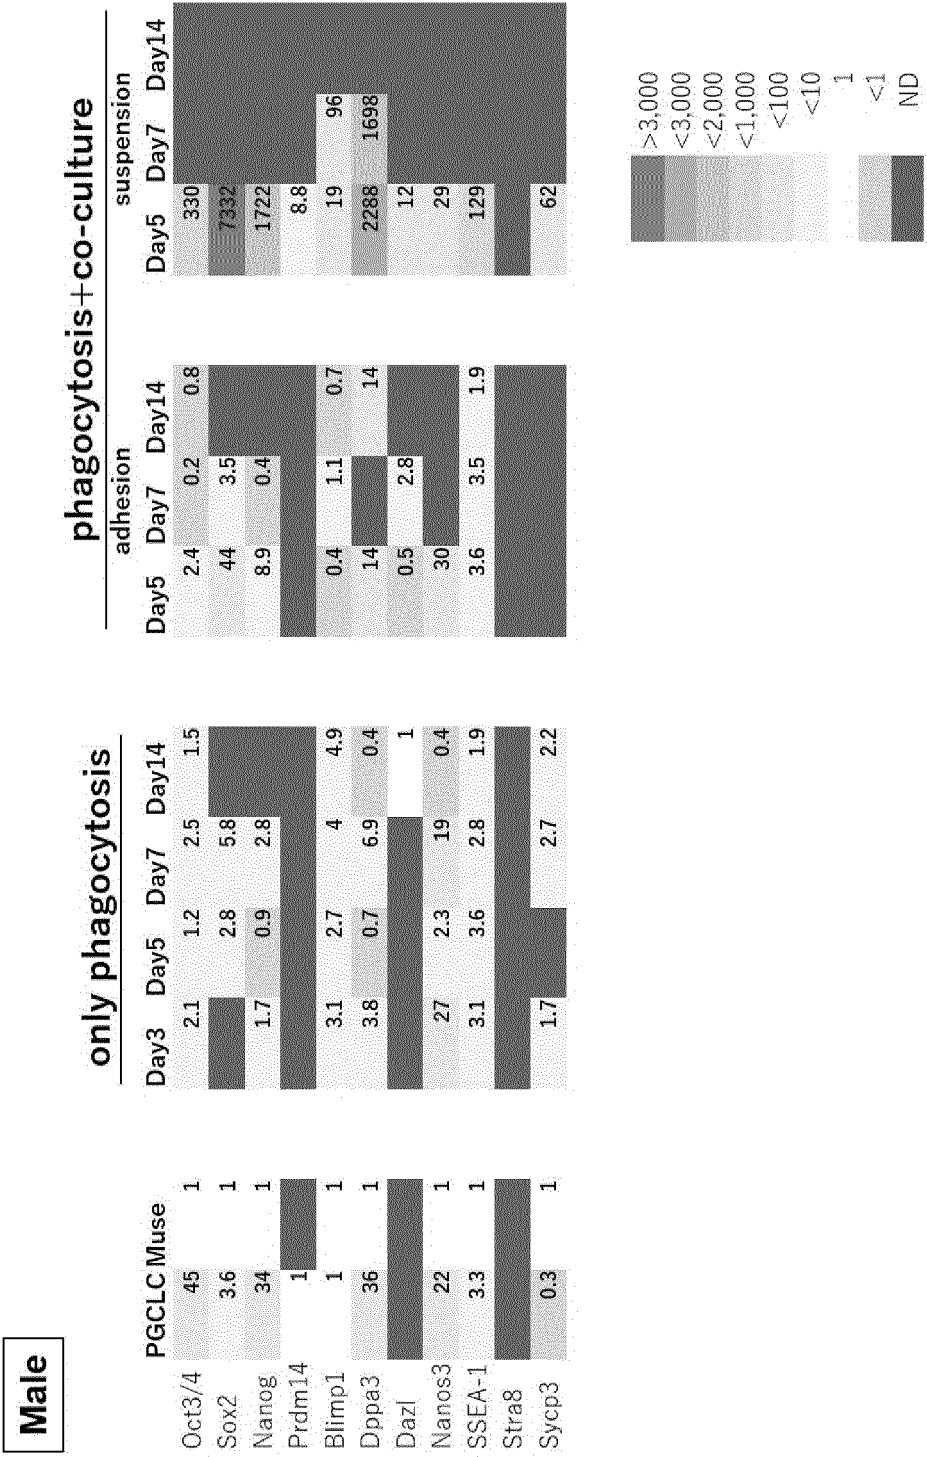 Male
only phagocytosis
phagocytosis+co-culture
adhesion
suspension
PGCLC Muse Day3 Day5 Day7 Day14 Day5 Day7 Day14 Day5 Day7 Day14
Oct3/4 45 1 2.1 1.2 2.5 1.5 2.4 0.2 0.8 330
Sox2 3.6 1 2.8 5.8 44 3.5 7332
Nanog 34 1 1.7 0.9 2.8 8.9 0.4 1722
Prdm14 1 8.8
Blimp1 1 1 3.1 2.7 4 4.9 0.4 1.1 0.7 19 96
Dppa3 36 1 3.8 0.7 6.9 0.4 14 14 2288 1698
Dazl 1 0.5 2.8 12
Nanos3 22 1 27 2.3 19 0.4 30 29
SSEA-1 3.3 1 3.1 3.6 2.8 1.9 3.6 3.5 1.9 129
Stra8
Sycp3 0.3 1 1.7 2.7 2.2 62
>3,000
<3,000
<2,000
<1,000
<100
<10
1
<1
ND